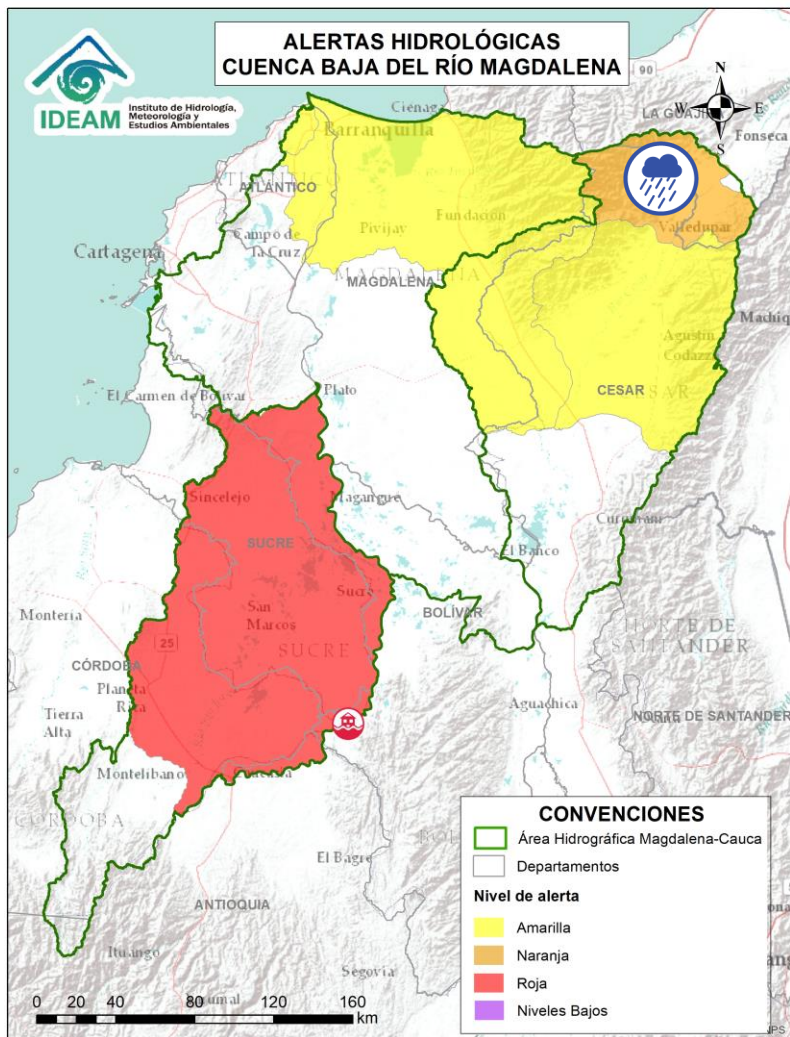 ALERTAS HIDROLÓGICAS
CUENCA BAJA DEL RÍO MAGDALENA
IDEAM
Instituto de Hidrología,
Meteorología y
Estudios Ambientales
90
N
W E
S
LA GUAJIRA
Fonseca
Ciénaga
Barranquilla
ATLÁNTICO
Pivijay
Fundación
Valledupar
Cartagena
Campo de
la Cruz
MAGDALENA
MAGDALENA
Agustín
Codazzi
Machiq
CESAR
El Carmen de Bolívar
Plato
Sincelejo
Magangué
Curumaní
SUCRE
El Banco
Sucre
BOLÍVAR
Montería
San
Marcos
SUCRE
NORTE DE
SANTANDER
25
CÓRDOBA
Planeta
Rica
Tierra
Alta
Aguachica
NORTE DE SANTANDER
Montelíbano
CÓRDOBA
El Bagre
ANTIOQUIA
Ituango
Segovia
CONVENCIONES
Área Hidrográfica Magdalena-Cauca
Departamentos
Nivel de alerta
Amarilla
Naranja
Roja
Niveles Bajos
0 20 40 80 120 160
km